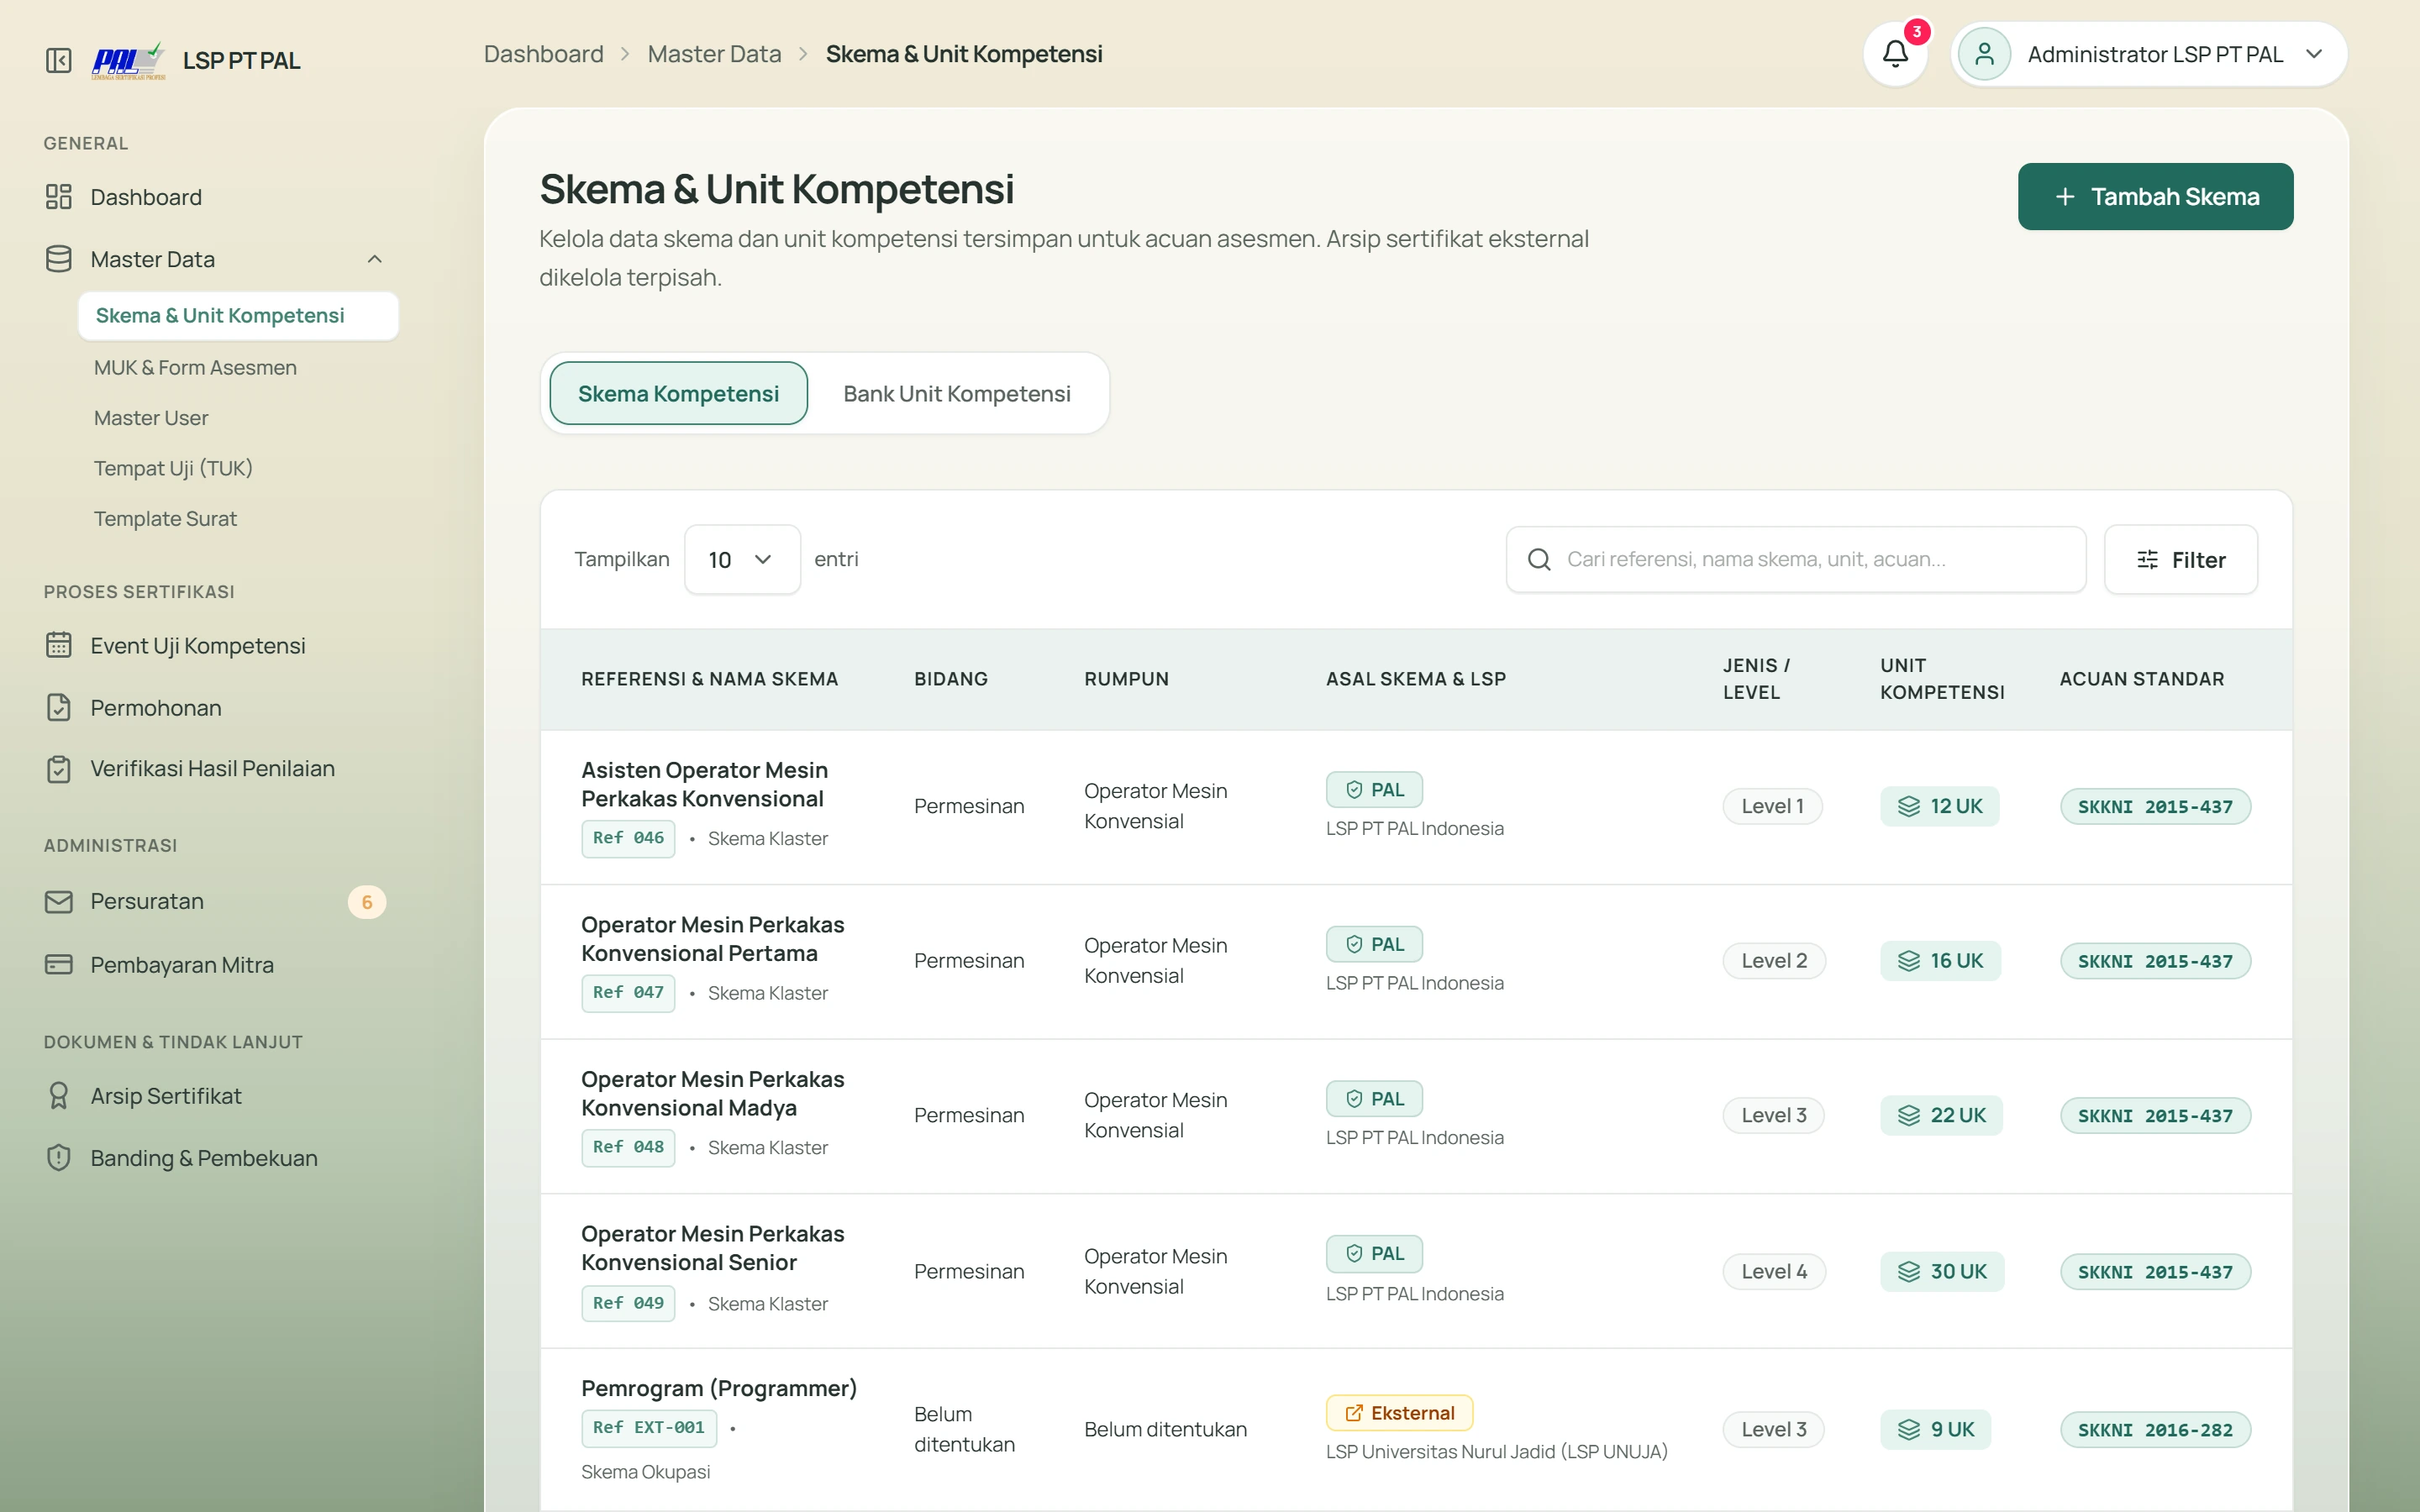 PAL
LEMBAGA SERTIFIKASI PROFESI
LSP PT PAL
Dashboard > Master Data > Skema & Unit Kompetensi
3
Administrator LSP PT PAL
GENERAL
Dashboard
Master Data
Skema & Unit Kompetensi
MUK & Form Asesmen
Master User
Tempat Uji (TUK)
Template Surat
PROSES SERTIFIKASI
Event Uji Kompetensi
Permohonan
Verifikasi Hasil Penilaian
ADMINISTRASI
Persuratan 6
Pembayaran Mitra
DOKUMEN & TINDAK LANJUT
Arsip Sertifikat
Banding & Pembekuan
Skema & Unit Kompetensi
Kelola data skema dan unit kompetensi tersimpan untuk acuan asesmen. Arsip sertifikat eksternal
dikelola terpisah.
+ Tambah Skema
Skema Kompetensi Bank Unit Kompetensi
Tampilkan 10 entri
Cari referensi, nama skema, unit, acuan...
Filter
REFERENSI & NAMA SKEMA
BIDANG
RUMPUN
ASAL SKEMA & LSP
JENIS /
LEVEL
UNIT
KOMPETENSI
ACUAN STANDAR
Asisten Operator Mesin
Perkakas Konvensional
Ref 046 • Skema Klaster
Permesinan
Operator Mesin
Konvensial
PAL
LSP PT PAL Indonesia
Level 1
12 UK
SKKNI 2015-437
Operator Mesin Perkakas
Konvensional Pertama
Ref 047 • Skema Klaster
Permesinan
Operator Mesin
Konvensial
PAL
LSP PT PAL Indonesia
Level 2
16 UK
SKKNI 2015-437
Operator Mesin Perkakas
Konvensional Madya
Ref 048 • Skema Klaster
Permesinan
Operator Mesin
Konvensial
PAL
LSP PT PAL Indonesia
Level 3
22 UK
SKKNI 2015-437
Operator Mesin Perkakas
Konvensional Senior
Ref 049 • Skema Klaster
Permesinan
Operator Mesin
Konvensial
PAL
LSP PT PAL Indonesia
Level 4
30 UK
SKKNI 2015-437
Pemrogram (Programmer)
Ref EXT-001 •
Skema Okupasi
Belum
ditentukan
Belum ditentukan
Eksternal
LSP Universitas Nurul Jadid (LSP UNUJA)
Level 3
9 UK
SKKNI 2016-282